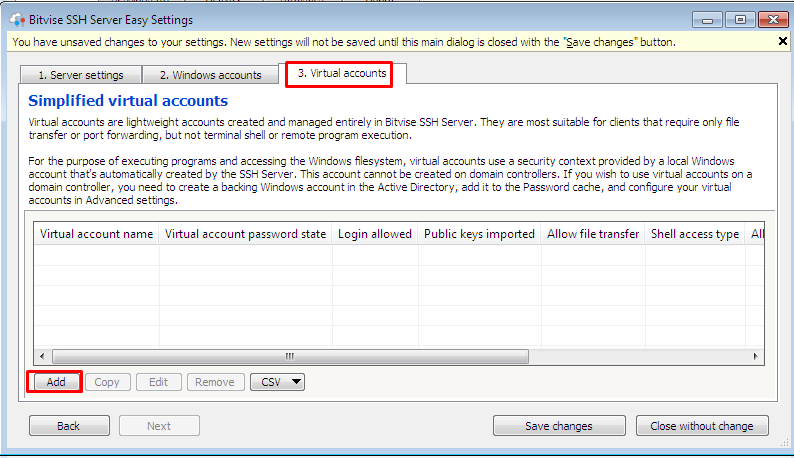 Bitvise SSH Server Easy Settings
You have unsaved changes to your settings. New settings will not be saved until this main dialog is closed with the "Save changes" button.
1. Server settings
2. Windows accounts
3. Virtual accounts
Simplified virtual accounts
Virtual accounts are lightweight accounts created and managed entirely in Bitvise SSH Server. They are most suitable for clients that require only file
transfer or port forwarding, but not terminal shell or remote program execution.
For the purpose of executing programs and accessing the Windows filesystem, virtual accounts use a security context provided by a local Windows
account that's automatically created by the SSH Server. This account cannot be created on domain controllers. If you wish to use virtual accounts on a
domain controller, you need to create a backing Windows account in the Active Directory, add it to the Password cache, and configure your virtual
accounts in Advanced settings.
Virtual account name Virtual account password state Login allowed Public keys imported Allow file transfer Shell access type All
Add Copy Edit Remove CSV
Back Next Save changes Close without change